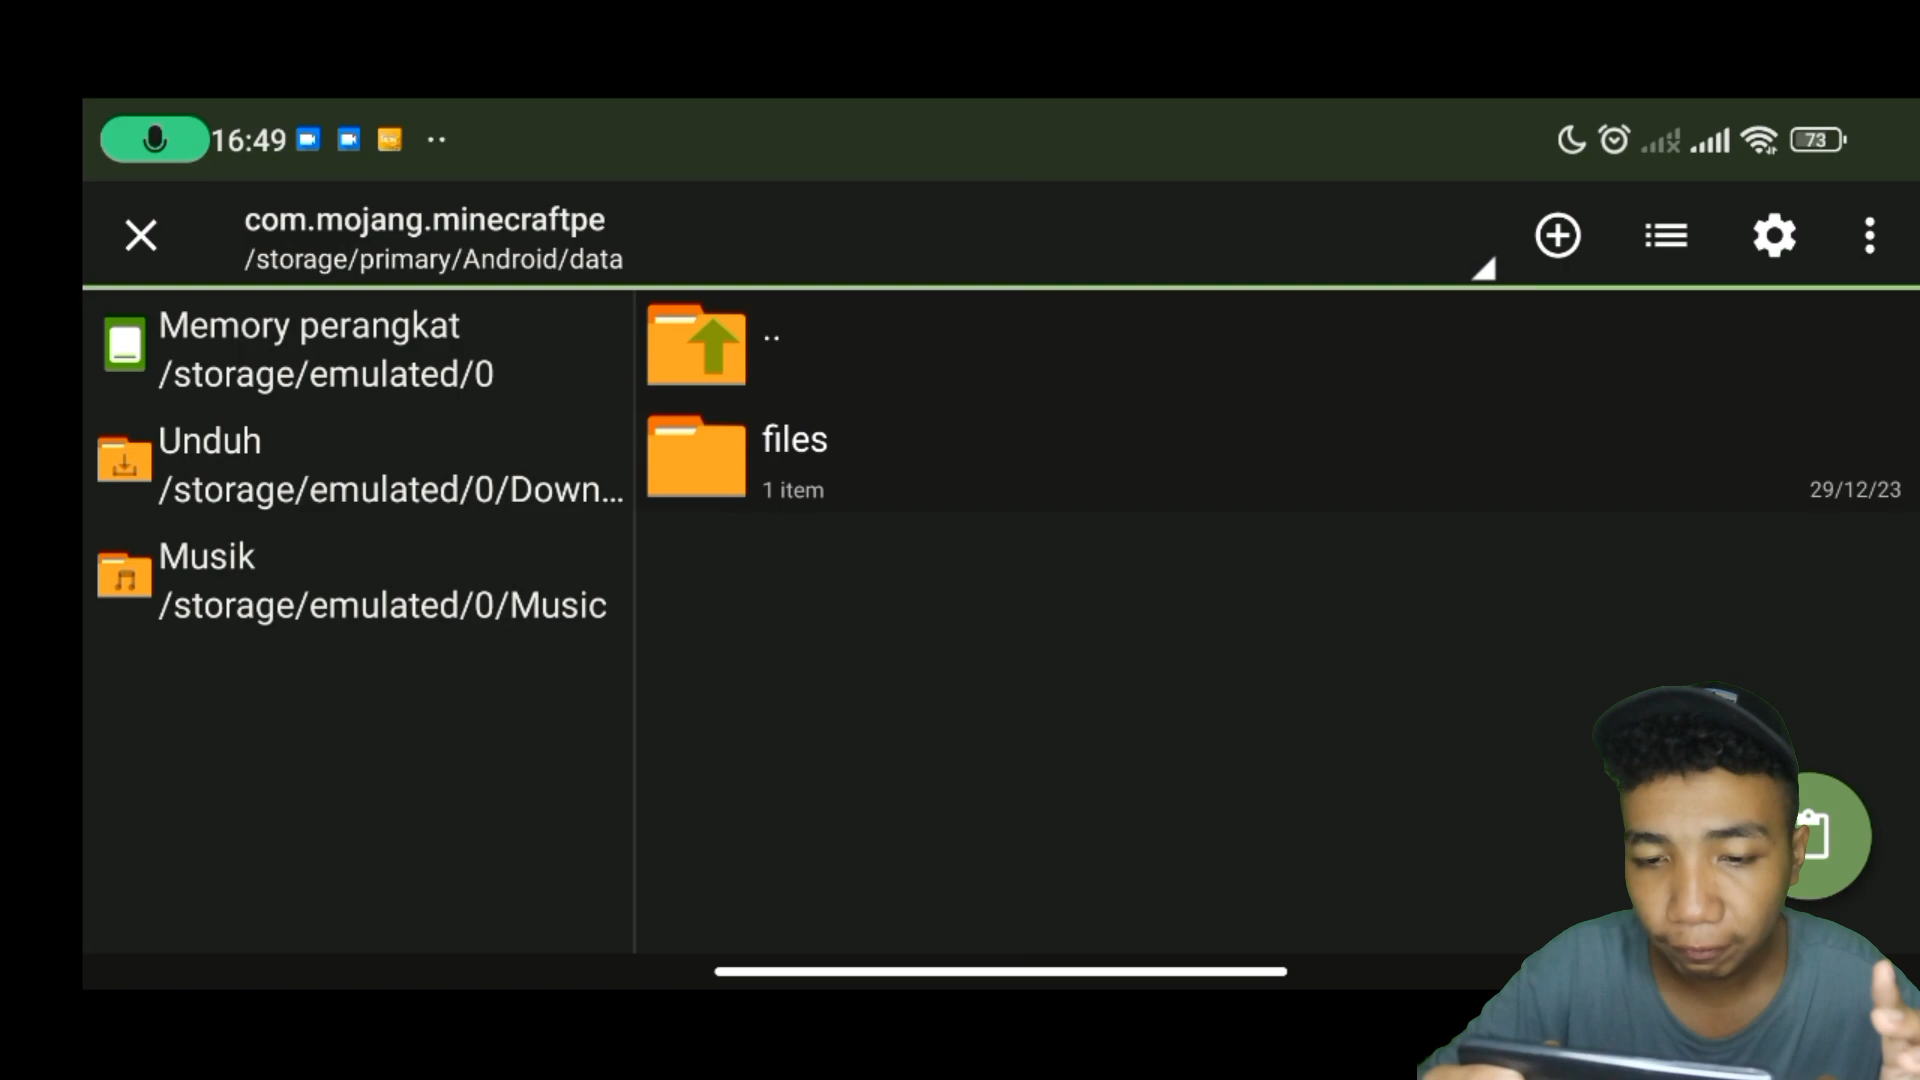 16:49
73
com.mojang.minecraftpe
/storage/primary/Android/data
Memory perangkat
/storage/emulated/0
Unduh
/storage/emulated/0/Down...
Musik
/storage/emulated/0/Music
..
files
1 item
29/12/23